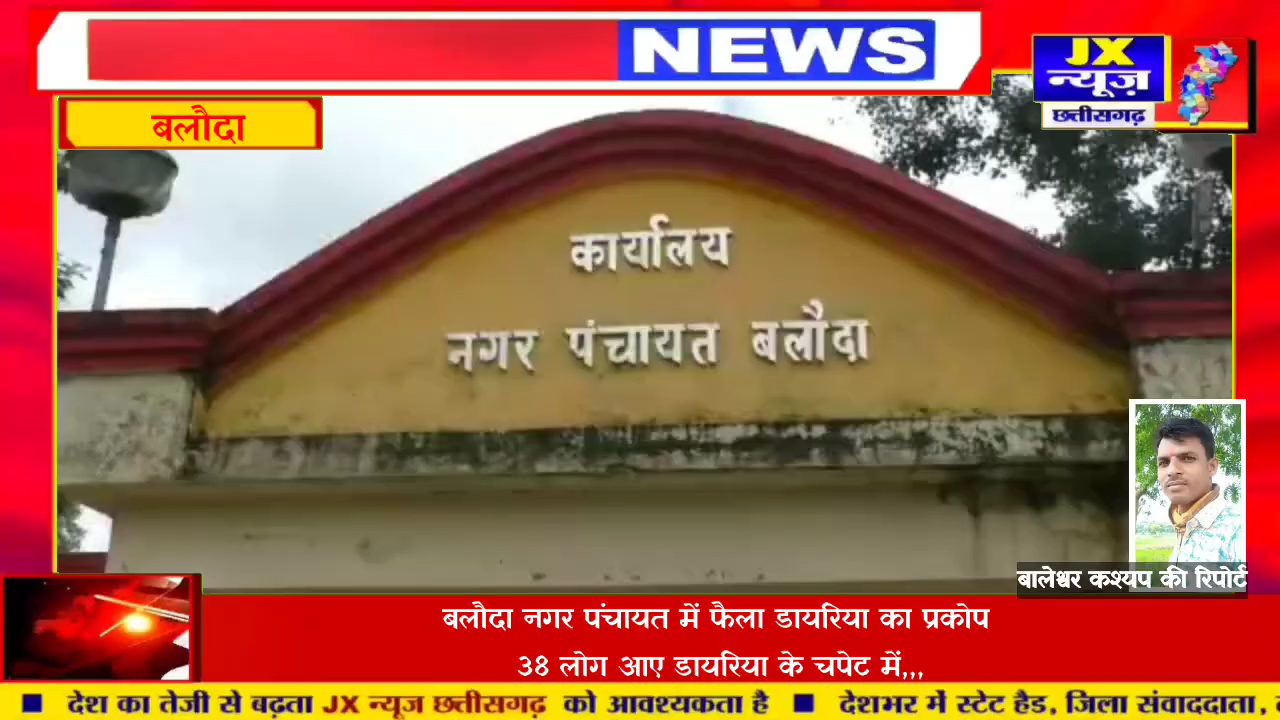 NEWS
JX
न्यूज़
छत्तीसगढ़
बलौदा
कार्यालय
नगर पंचायत बलौदा
बालेश्वर कश्यप की रिपोर्ट
बलौदा नगर पंचायत में फैला डायरिया का प्रकोप
38 लोग आए डायरिया के चपेट में,,,
■ देश का तेजी से बढ़ता JX न्यूज छत्तीसगढ़ को आवश्यकता है ■ देशभर में स्टेट हैड, जिला संवाददाता,